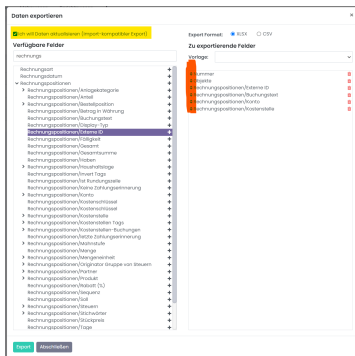 Daten exportieren
Ich will Daten aktualisieren (import-kompatibler Export)
Export Format:
XLSX
CSV
Verfügbare Felder
Zu exportierende Felder
rechnungs
Vorlage:
Rechnungsart
Rechnungsdatum
Rechnungspositionen
Rechnungspositionen/Anlagekategorie
Rechnungspositionen/Anteil
Rechnungspositionen/Bestellposition
Rechnungspositionen/Betrag in Währung
Rechnungspositionen/Buchungstext
Rechnungspositionen/Display-Typ
Rechnungspositionen/Externe ID
Rechnungspositionen/Fälligkeit
Rechnungspositionen/Gesamt
Rechnungspositionen/Gesamtsumme
Rechnungspositionen/Haben
Rechnungspositionen/Haushaltsloge
Rechnungspositionen/Invert Tags
Rechnungspositionen/Ist Rundungszeile
Rechnungspositionen/Keine Zahlungserinnerung
Rechnungspositionen/Konto
Rechnungspositionen/Kostenschlüssel
Rechnungspositionen/Kostenschlüssel
Rechnungspositionen/Kostenstelle
Rechnungspositionen/Kostenstellen Tags
Rechnungspositionen/Kostenstellen-Buchungen
Rechnungspositionen/letzte Zahlungserinnerung
Rechnungspositionen/Mahnstufe
Rechnungspositionen/Menge
Rechnungspositionen/Mengeneinheit
Rechnungspositionen/Originator Gruppe von Steuern
Rechnungspositionen/Partner
Rechnungspositionen/Produkt
Rechnungspositionen/Rabatt (%)
Rechnungspositionen/Sequenz
Rechnungspositionen/Soll
Rechnungspositionen/Steuern
Rechnungspositionen/Stichwörter
Rechnungspositionen/Stückpreis
Rechnungspositionen/Tage
Nummer
Objekte
Rechnungspositionen/Externe ID
Rechnungspositionen/Buchungstext
Rechnungspositionen/Konto
Rechnungspositionen/Kostenstelle
Export
Abschließen